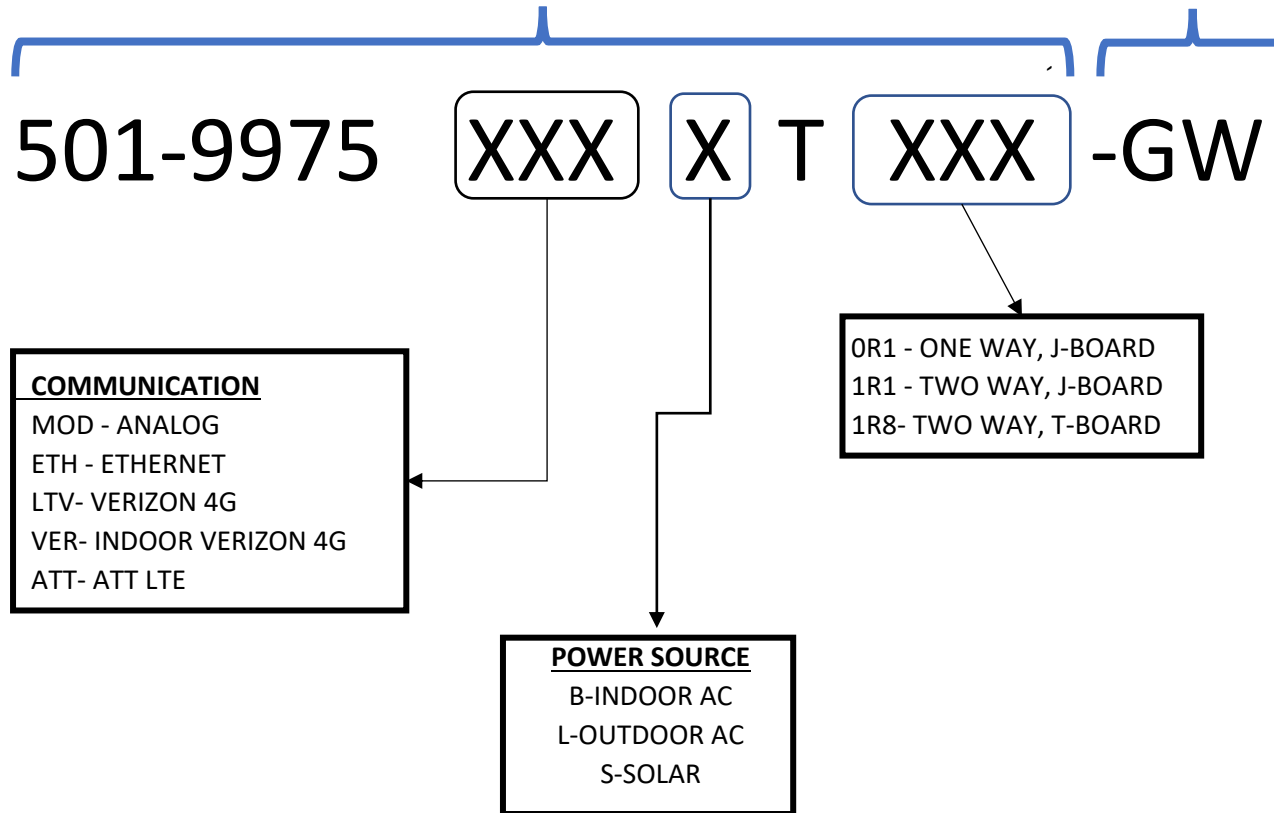 501-9975 XXX X T XXX -GW
0R1 - ONE WAY, J-BOARD
1R1 - TWO WAY, J-BOARD
1R8- TWO WAY, T-BOARD
COMMUNICATION
MOD - ANALOG
ETH - ETHERNET
LTV- VERIZON 4G
VER- INDOOR VERIZON 4G
ATT- ATT LTE
POWER SOURCE
B-INDOOR AC
L-OUTDOOR AC
S-SOLAR